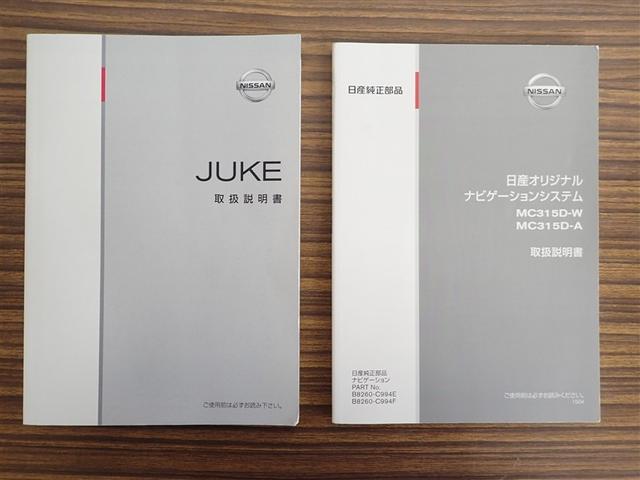 NISSAN
JUKE
取扱説明書
ご使用前は必ずお読み下さい。
日産純正部品
NISSAN
日産オリジナル
ナビゲーションシステム
MC315D-W
MC315D-A
取扱説明書
日産純正部品
ナビゲーション
PART No.
B8260-C994E
B8260-C994F
ご使用前は必ずお読みください。
1504